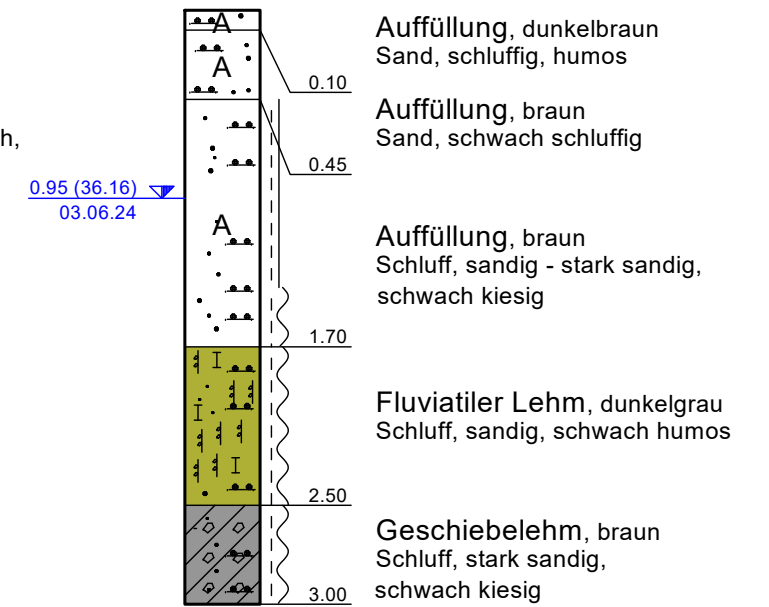 Auffüllung, dunkelbraun
Sand, schluffig, humos
A
A
0.10
Auffüllung, braun
Sand, schwach schluffig
h,
0.45
0.95 (36.16)
03.06.24
A
Auffüllung, braun
Schluff, sandig - stark sandig,
schwach kiesig
1.70
Fluviatiler Lehm, dunkelgrau
Schluff, sandig, schwach humos
2.50
Geschiebelehm, braun
Schluff, stark sandig,
schwach kiesig
3.00